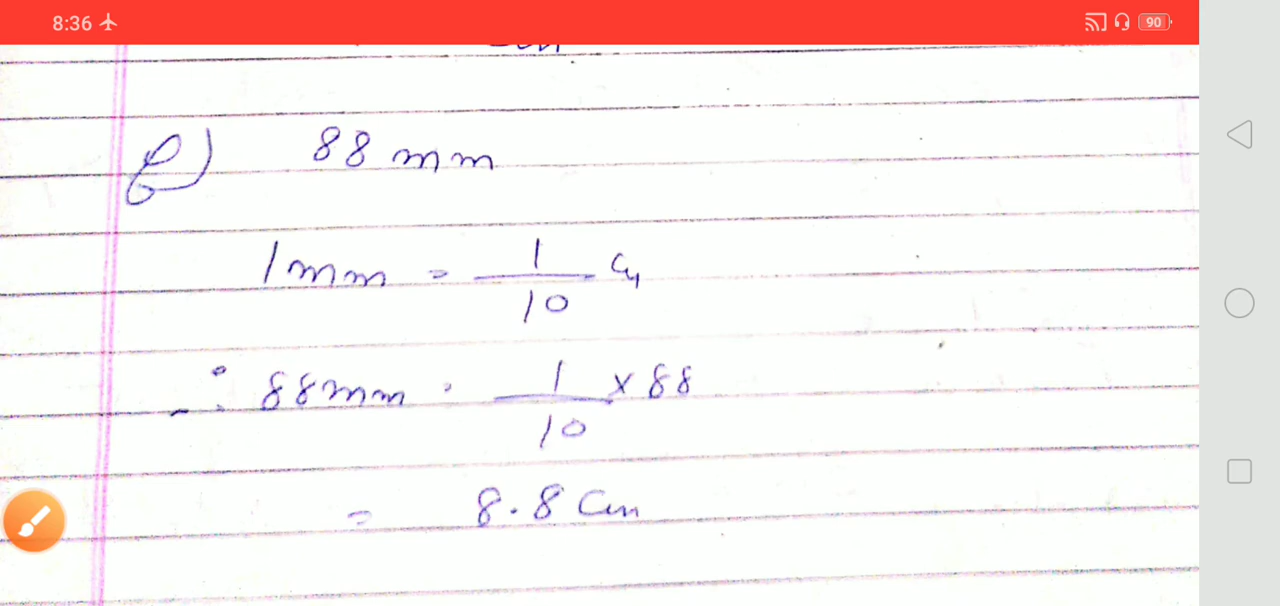 8:36
90
e) 88 mm
1mm = 1/10 cm
∴ 88mm = 1/10 × 88
= 8.8 cm